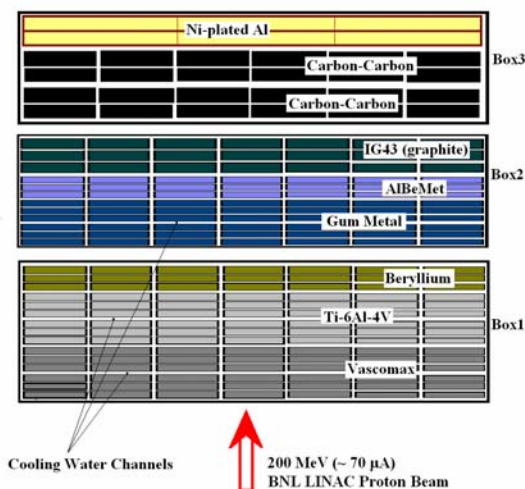 Ni-plated Al
Carbon-Carbon
Box3
Carbon-Carbon
IG43 (graphite)
Box2
AlBeMet
Gum Metal
Beryllium
Ti-6Al-4V
Box1
Vascomax
Cooling Water Channels
200 MeV (~ 70 μA)
BNL LINAC Proton Beam